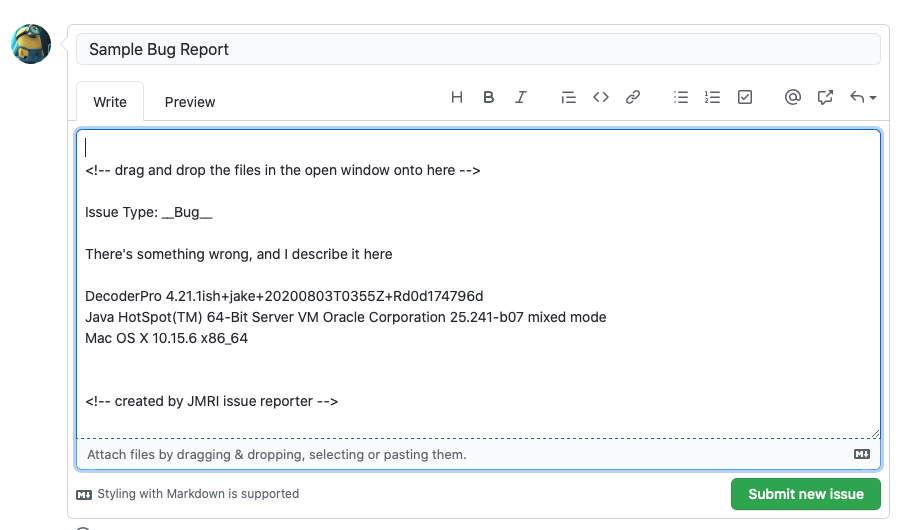 Sample Bug Report
Write
Preview
H B I <> @
<!-- drag and drop the files in the open window onto here -->
Issue Type: __Bug__
There's something wrong, and I describe it here
DecoderPro 4.21.1ish+jake+20200803T0355Z+Rd0d174796d
Java HotSpot(TM) 64-Bit Server VM Oracle Corporation 25.241-b07 mixed mode
Mac OS X 10.15.6 x86_64
<!-- created by JMRI issue reporter -->
Attach files by dragging & dropping, selecting or pasting them.
Styling with Markdown is supported
Submit new issue